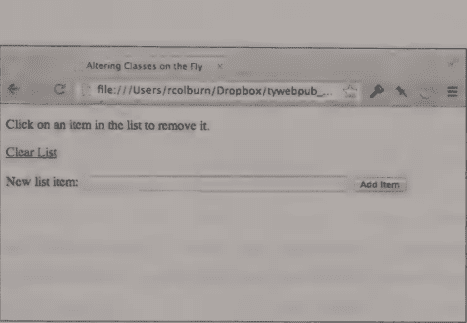 Altering Classes on the Fly ×
file:///Users/rcolburn/Dropbox/tywebpub_...
Click on an item in the list to remove it.
Clear List
New list item: Add Item